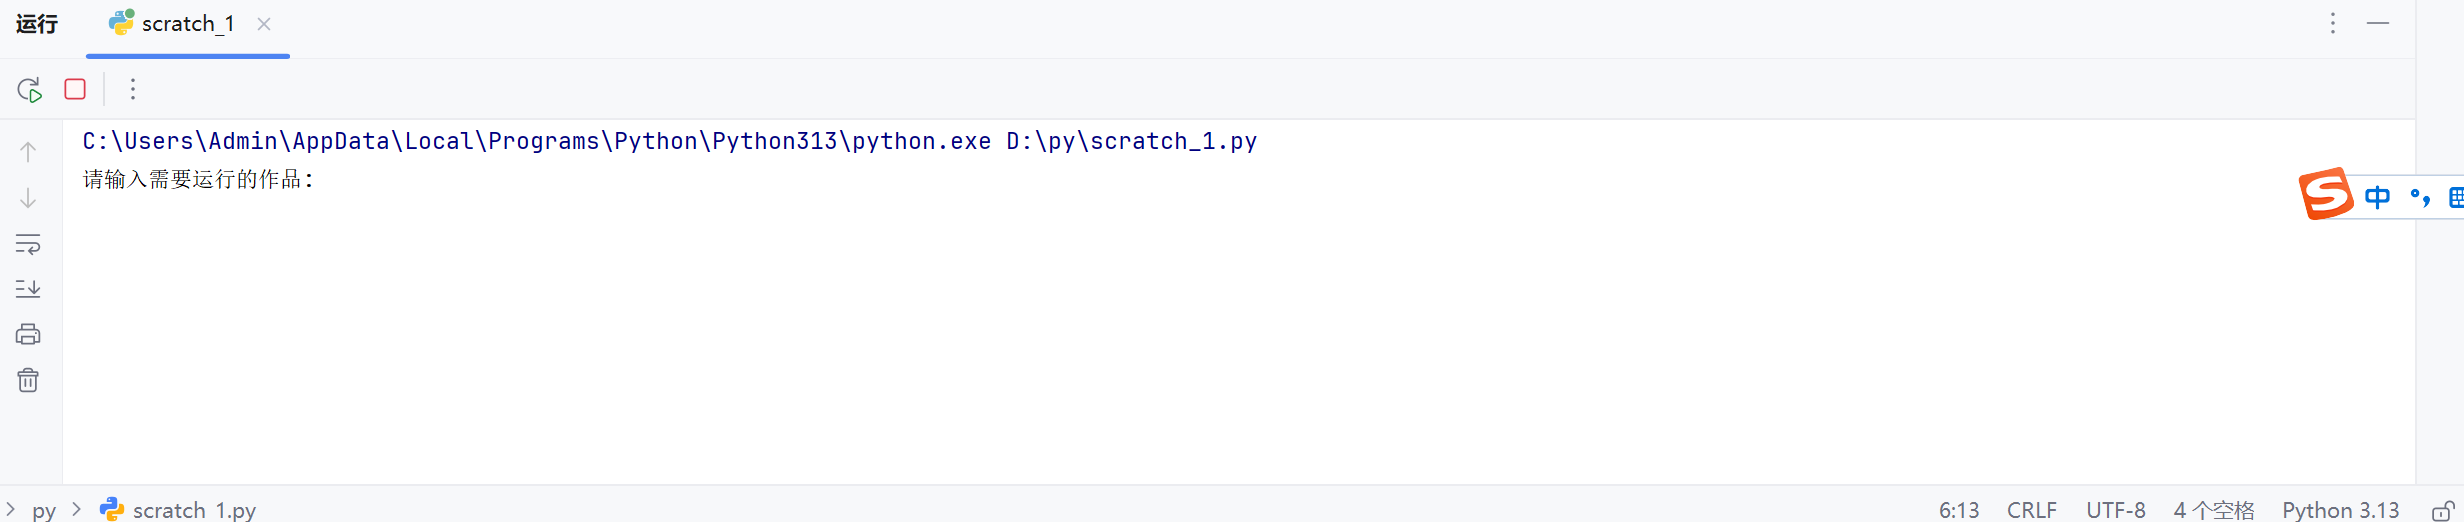 运行 scratch_1
C:\Users\Admin\AppData\Local\Programs\Python\Python313\python.exe D:\py\scratch_1.py
请输入需要运行的作品：
中
py > scratch_1.py 6:13 CRLF UTF-8 4 个空格 Python 3.13